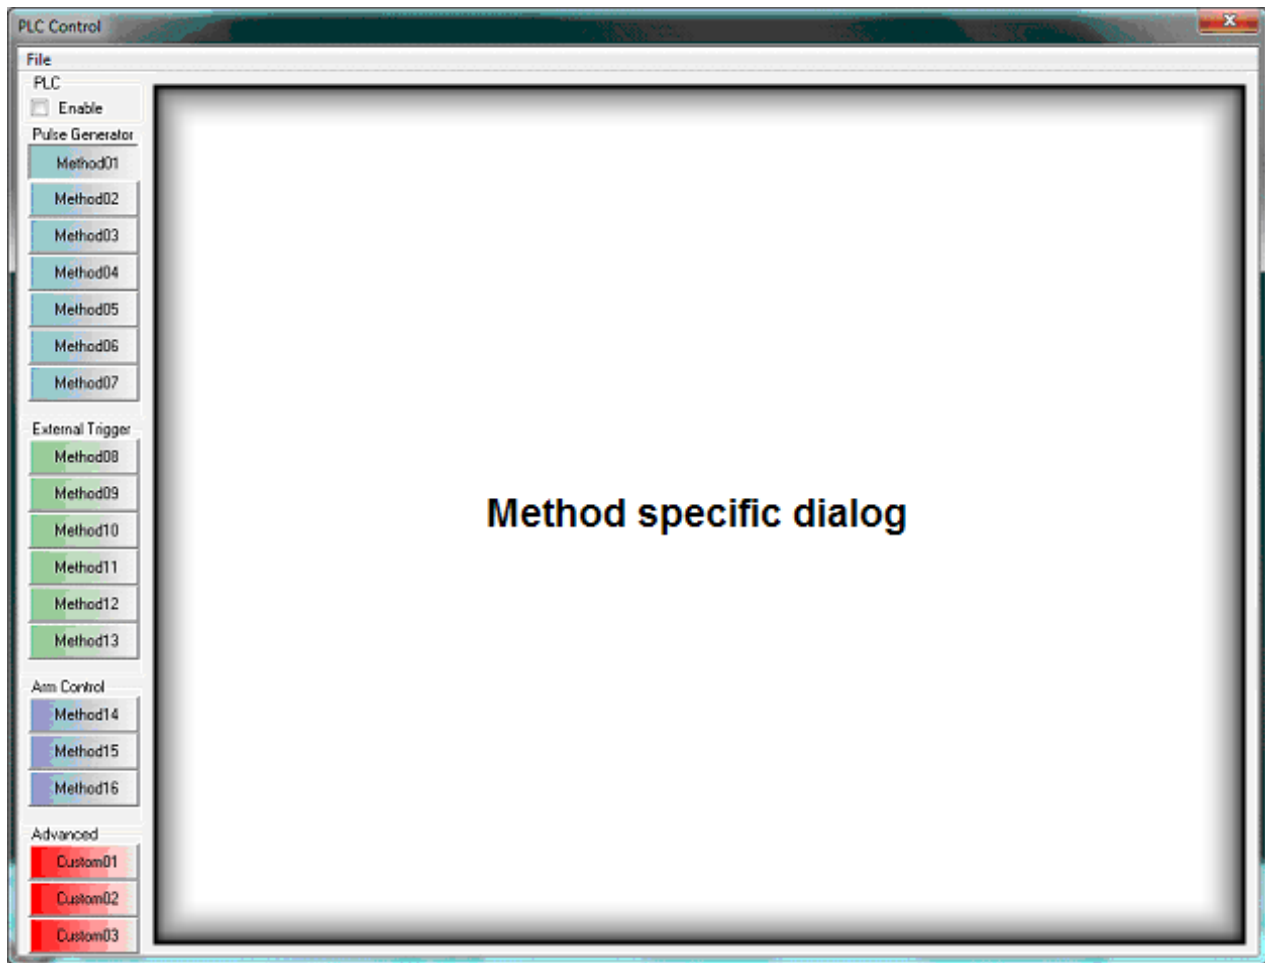 PLC Control
File
PLC
Enable
Pulse Generator
Method01
Method02
Method03
Method04
Method05
Method06
Method07
External Trigger
Method08
Method09
Method10
Method11
Method12
Method13
Arm Control
Method14
Method15
Method16
Advanced
Custom01
Custom02
Custom03
Method specific dialog